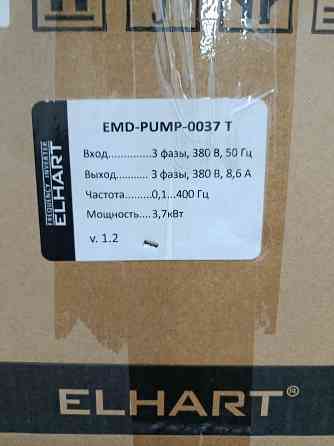 EMD-PUMP-0037 T
Вход..............3 фазы, 380 В, 50 Гц
Выход............3 фазы, 380 В, 8,6 А
Частота..........0,1...400 Гц
Мощность....3,7кВт
v. 1.2
FREQUENCY INVERTER
ELHART
ELHART®